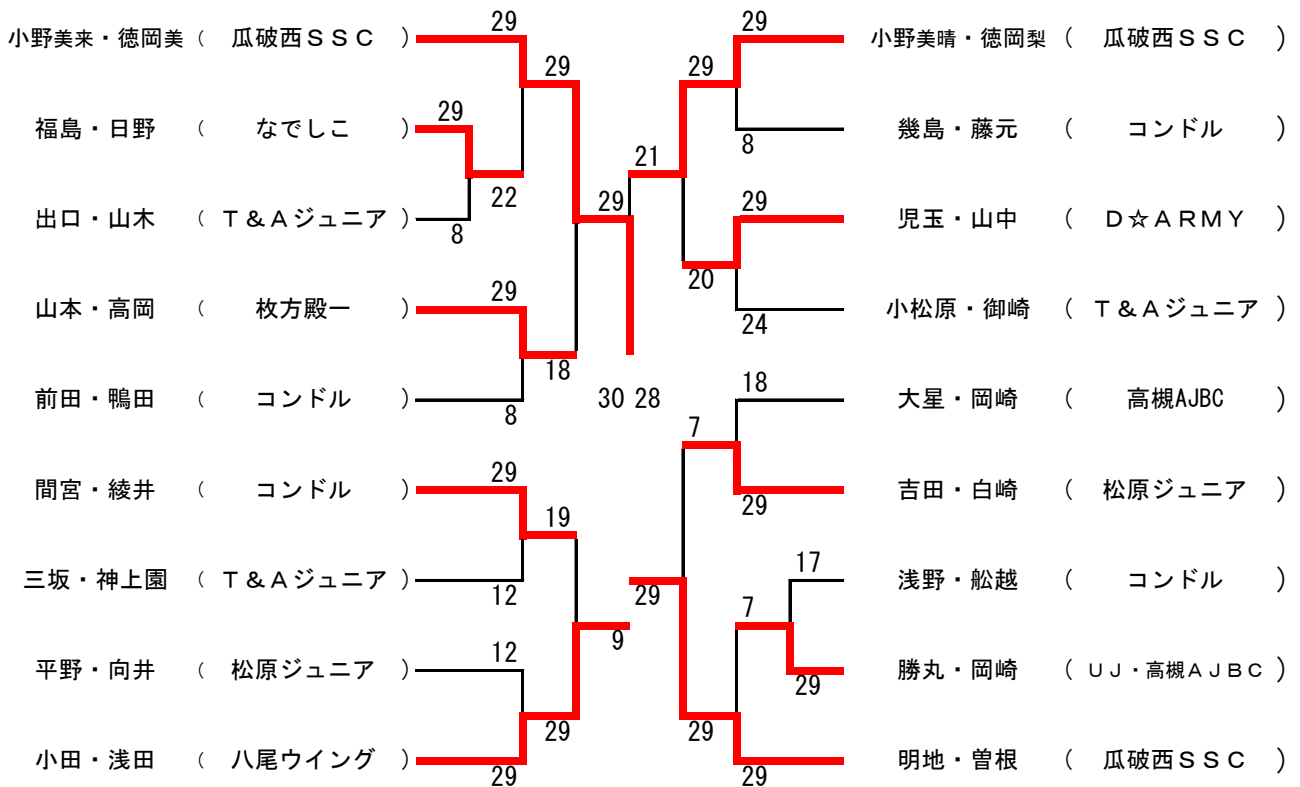 29 29
小野美来・徳岡美 ( 瓜破西ＳＳＣ ) 小野美晴・徳岡梨 ( 瓜破西ＳＳＣ )
29 29
29
福島・日野 ( なでしこ ) 幾島・藤元 ( コンドル )
8
21
22 29 29
出口・山木 ( Ｔ＆Ａジュニア ) 児玉・山中 ( Ｄ☆ＡＲＭＹ )
8
20
29
山本・高岡 ( 枚方殿一 ) 小松原・御崎 ( Ｔ＆Ａジュニア )
24
18
18
前田・鴨田 ( コンドル ) 30 28 大星・岡崎 ( 高槻AJBC )
8
7
29
間宮・綾井 ( コンドル ) 吉田・白崎 ( 松原ジュニア )
29
19
17
三坂・神上園 ( Ｔ＆Ａジュニア ) 浅野・舩越 ( コンドル )
12 29
7
9
12
平野・向井 ( 松原ジュニア ) 勝丸・岡崎 ( ＵＪ・高槻ＡＪＢＣ )
29
29 29
小田・浅田 ( 八尾ウイング ) 明地・曽根 ( 瓜破西ＳＳＣ )
29 29